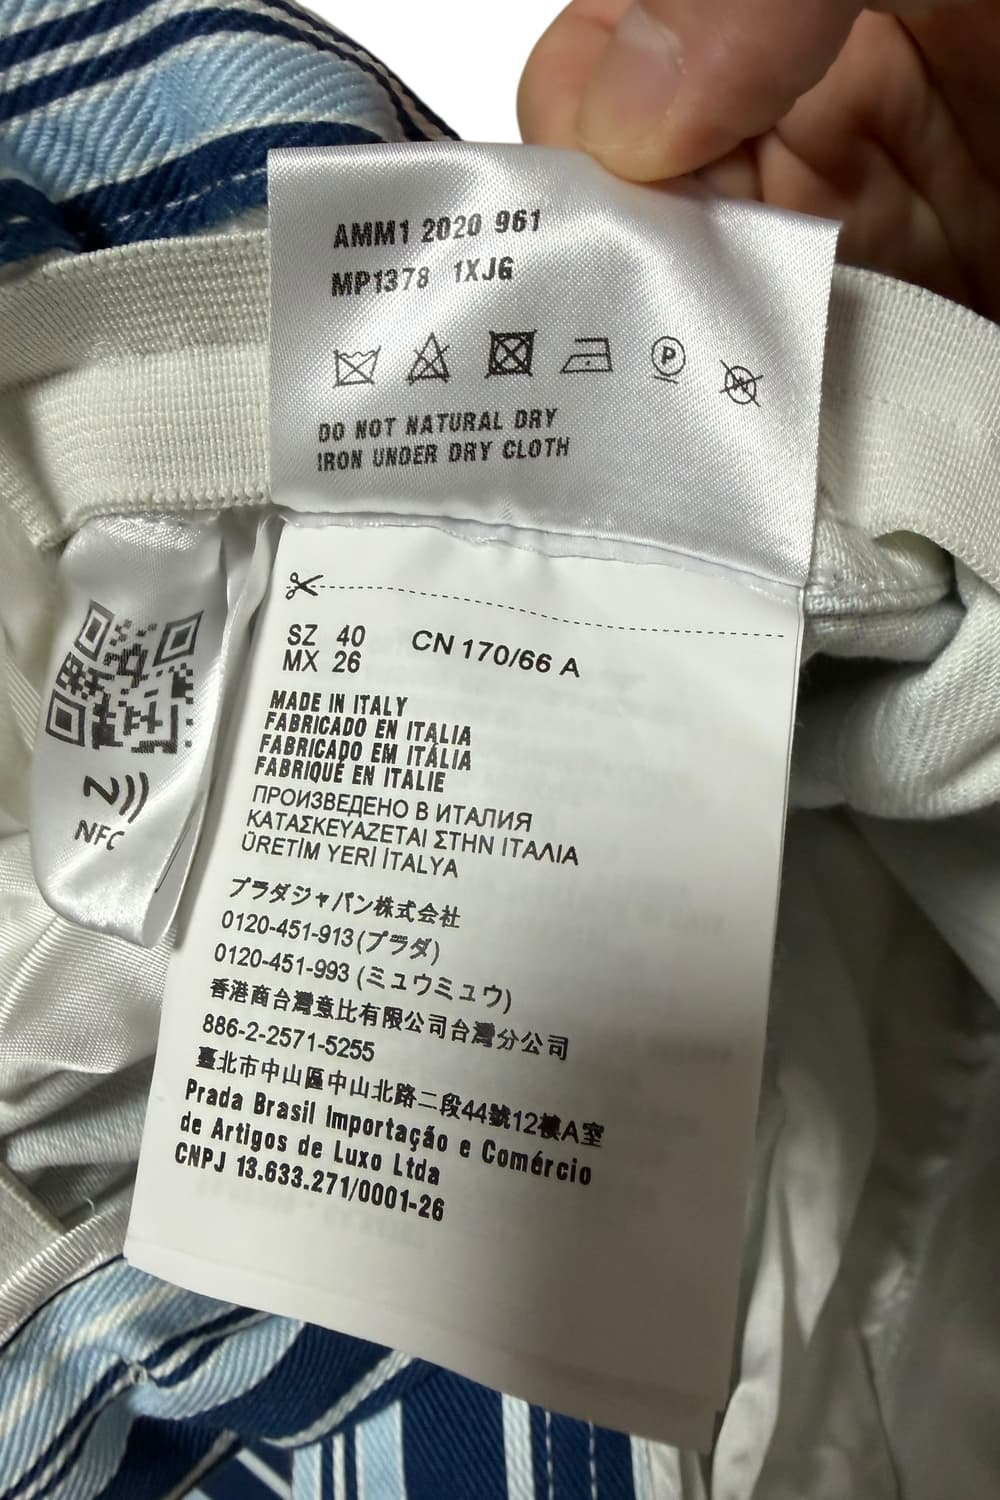 AMM1 2020 961
MP1378 1XJG
P
W
DO NOT NATURAL DRY
IRON UNDER DRY CLOTH
SZ 40 CN 170/66 A
MX 26
MADE IN ITALY
FABRICADO EN ITALIA
FABRICADO EM ITÁLIA
FABRIQUÉ EN ITALIE
ПРОИЗВЕДЕНО В ИТАЛИЯ
ΚΑΤΑΣΚΕΥΑΖΕΤΑΙ ΣΤΗΝ ΙΤΑΛΙΑ
ÜRETİM YERİ İTALYA
プラダジャパン株式会社
0120-451-913(プラダ)
0120-451-993 (ミュウミュウ)
香港商台灣意比有限公司台灣分公司
886-2-2571-5255
臺北市中山區中山北路二段44號12樓A室
Prada Brasil Importação e Comércio
de Artigos de Luxo Ltda
CNPJ 13.633.271/0001-26
NFC